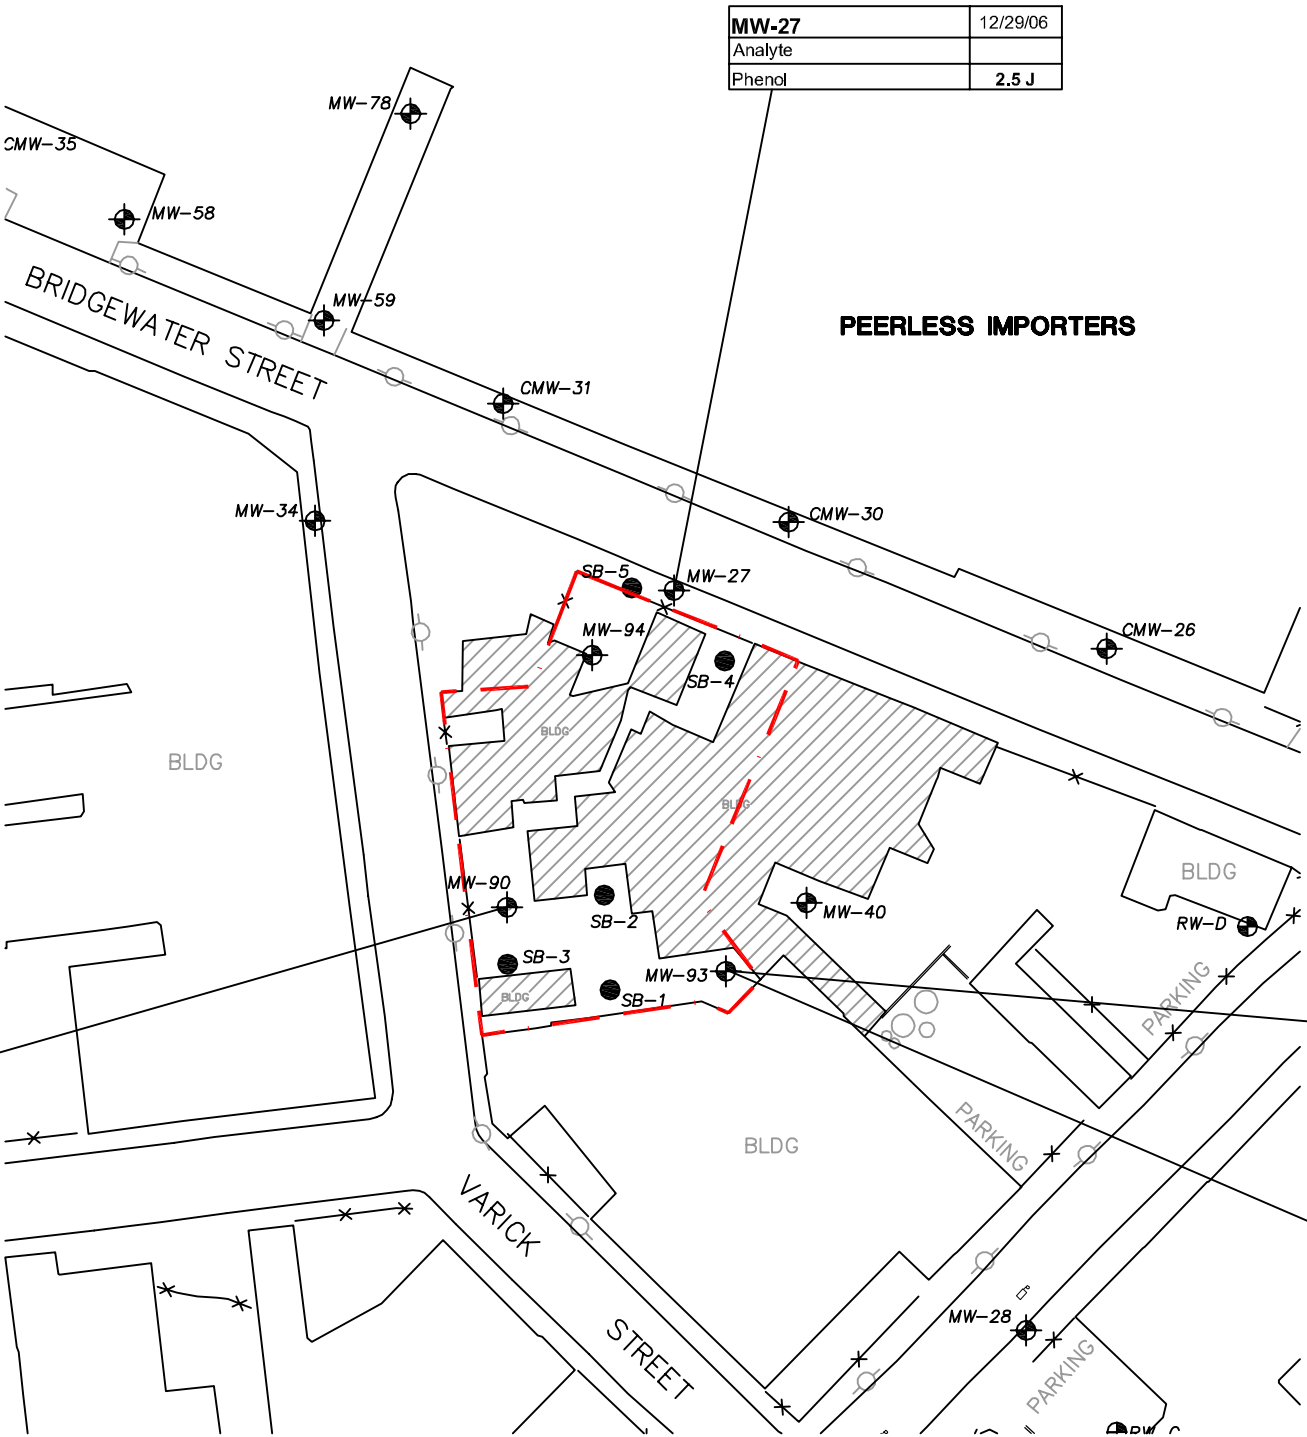 MW-27 12/29/06
Analyte
Phenol 2.5 J
MW-78
CMW-35
MW-58
BRIDGEWATER STREET
MW-59
PEERLESS IMPORTERS
CMW-31
MW-34
CMW-30
SB-5
MW-27
MW-94
CMW-26
SB-4
BLDG
BLDG
BLDG
BLDG
MW-90
SB-2
MW-40
RW-D
SB-3
MW-93
BLDG
SB-1
PARKING
PARKING
BLDG
VARICK
STREET
MW-28
PARKING
RW-C